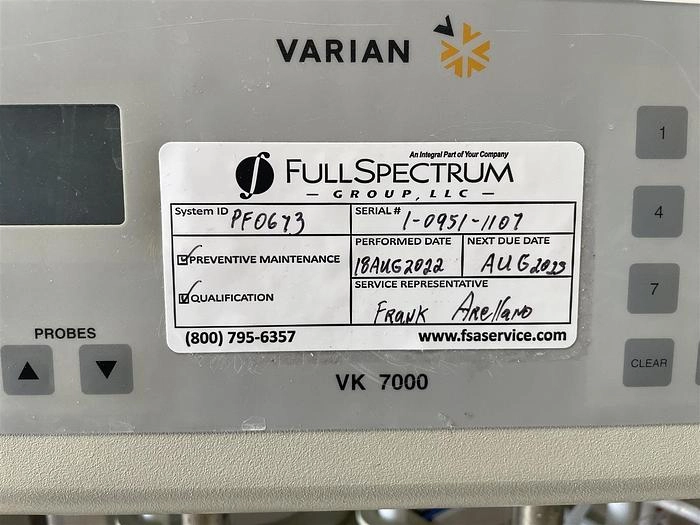 VARIAN
An Integral Part of Your Company
FULLSPECTRUM
GROUP, LLC
System ID PF0673
SERIAL# 1-0951-1107
PREVENTIVE MAINTENANCE
PERFORMED DATE
18AUG2022
NEXT DUE DATE
AUG2023
QUALIFICATION
SERVICE REPRESENTATIVE
FRANK Arellano
(800) 795-6357
www.fsaservice.com
1
4
7
CLEAR
PROBES
VK 7000